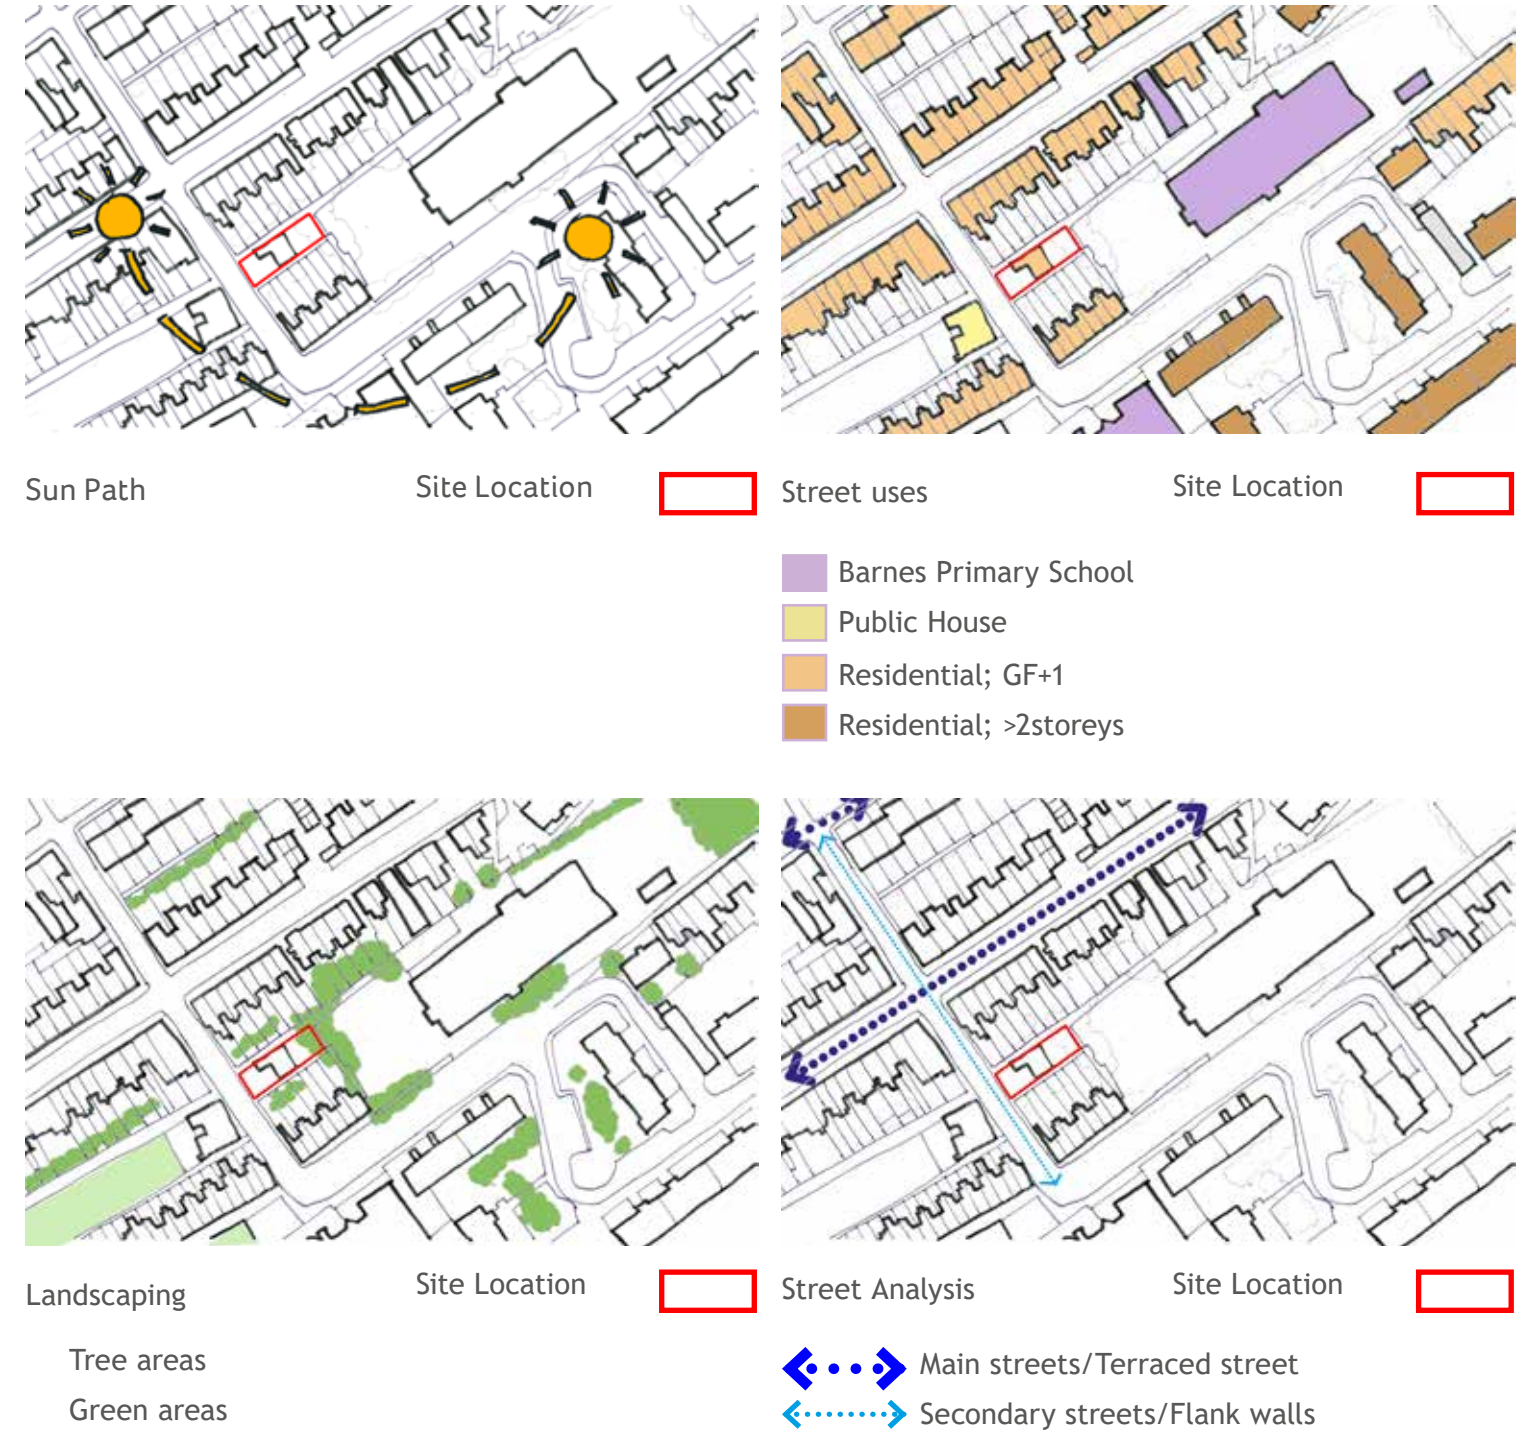 Sun Path
Site Location
Street uses
Site Location
Barnes Primary School
Public House
Residential; GF+1
Residential; >2storeys
Landscaping
Site Location
Tree areas
Green areas
Street Analysis
Site Location
Main streets/Terraced street
Secondary streets/Flank walls